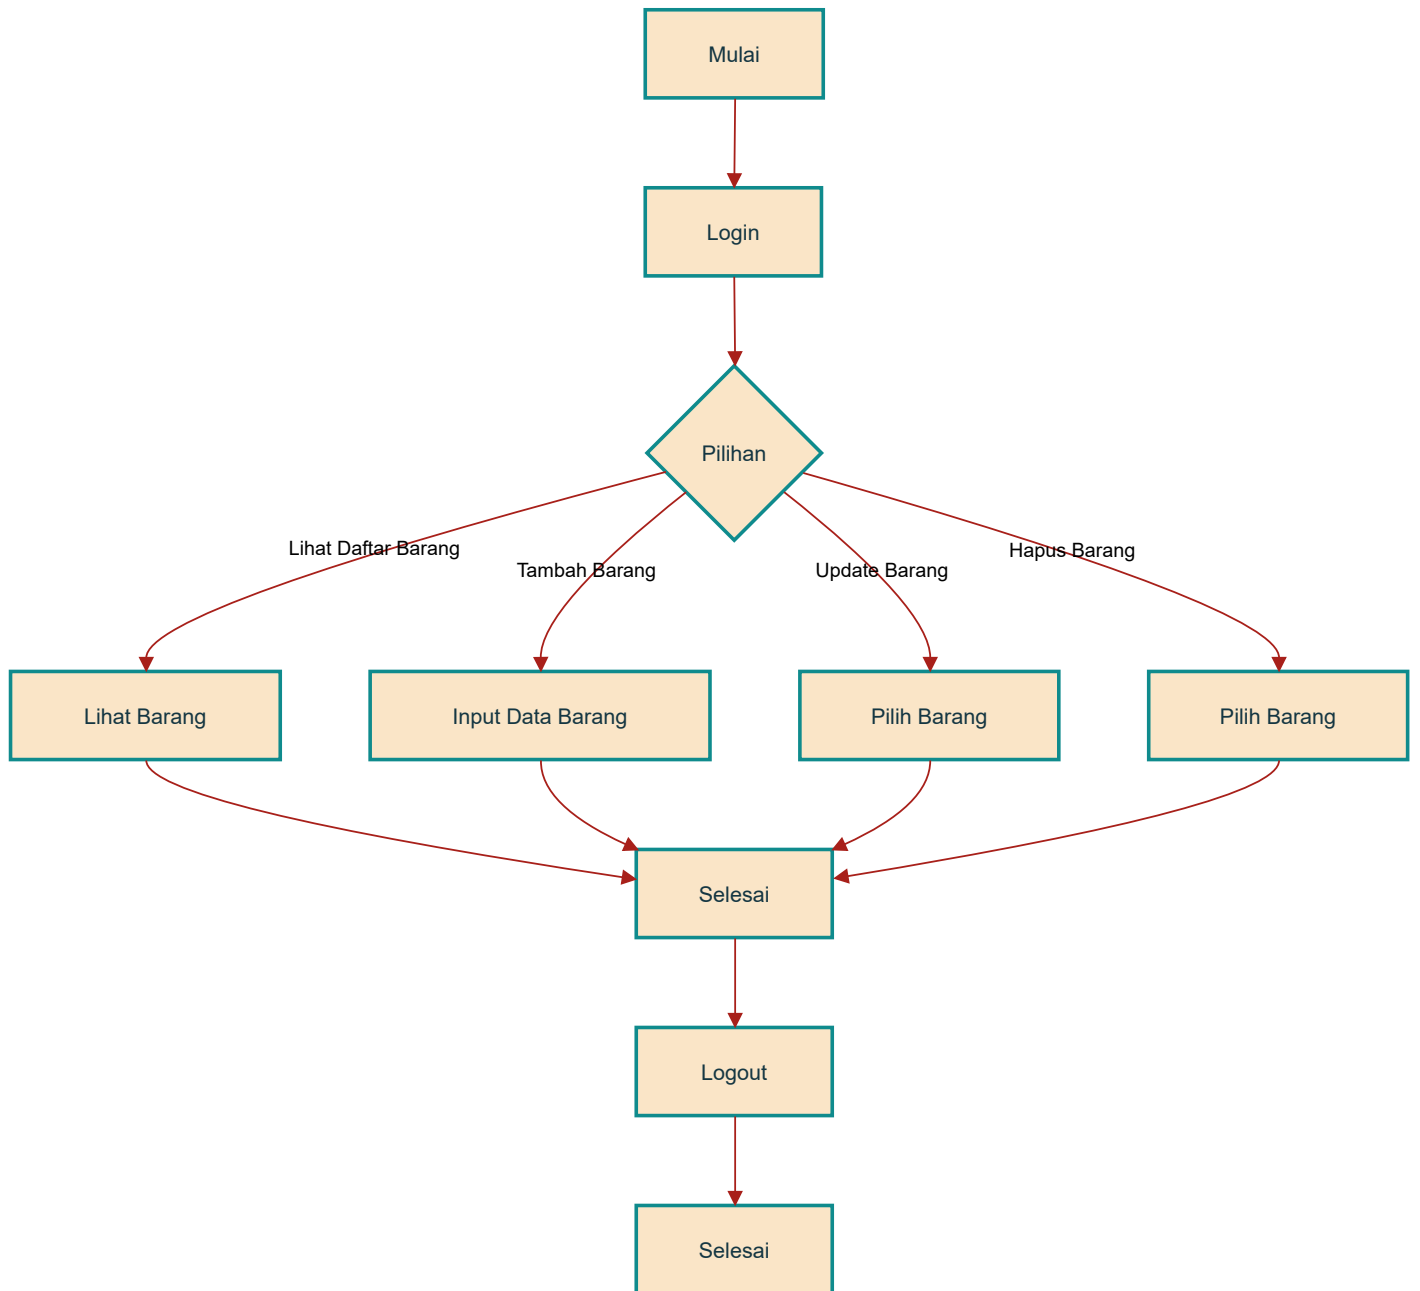 Mulai
Login
Pilihan
Lihat Daftar Barang
Tambah Barang
Update Barang
Hapus Barang
Lihat Barang
Input Data Barang
Pilih Barang
Pilih Barang
Selesai
Logout
Selesai